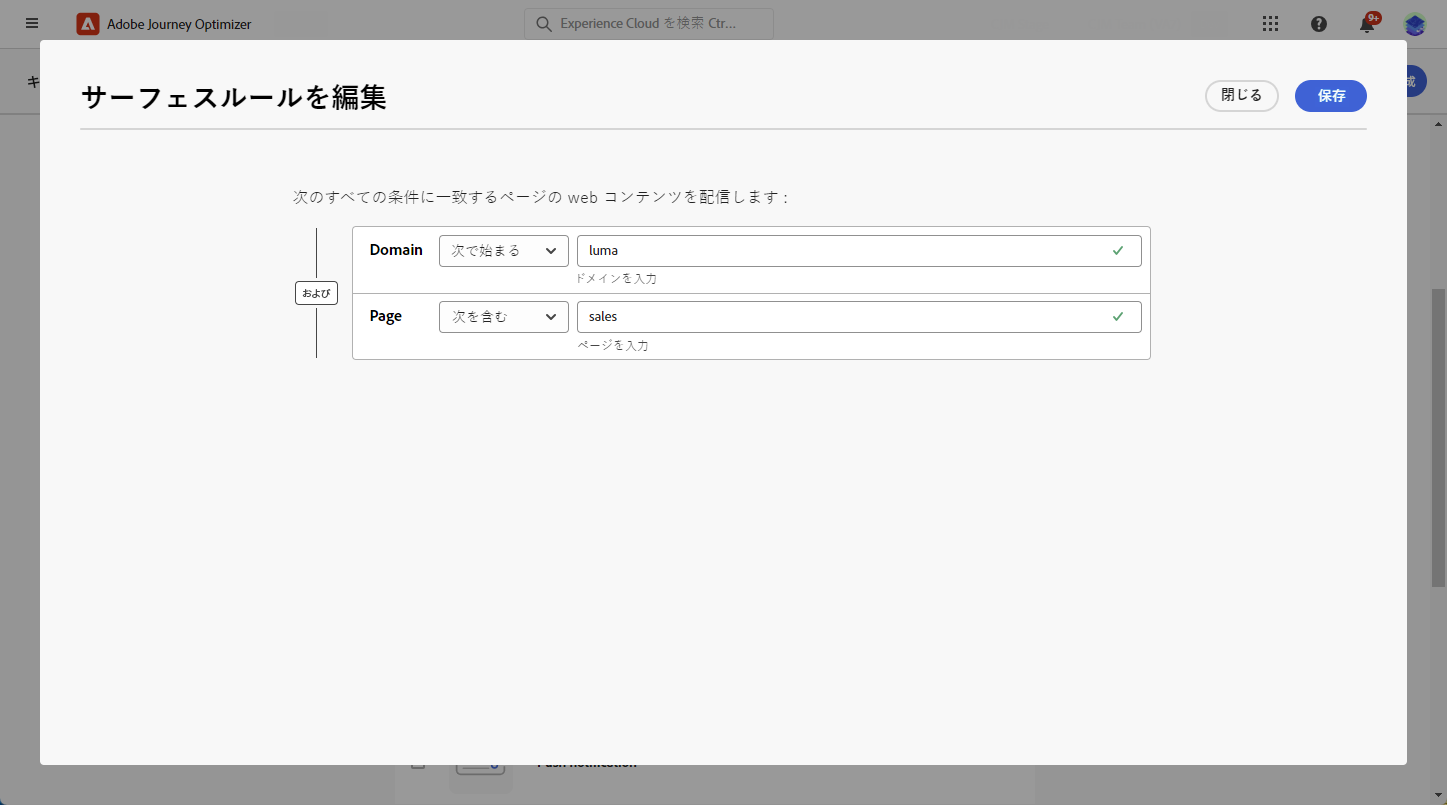 Adobe Journey Optimizer
Experience Cloud を検索 Ctr...
9+
キ
成
サーフェスルールを編集
閉じる
保存
次のすべての条件に一致するページの web コンテンツを配信します :
Domain
次で始まる
luma
ドメインを入力
および
Page
次を含む
sales
ページを入力
Push notification